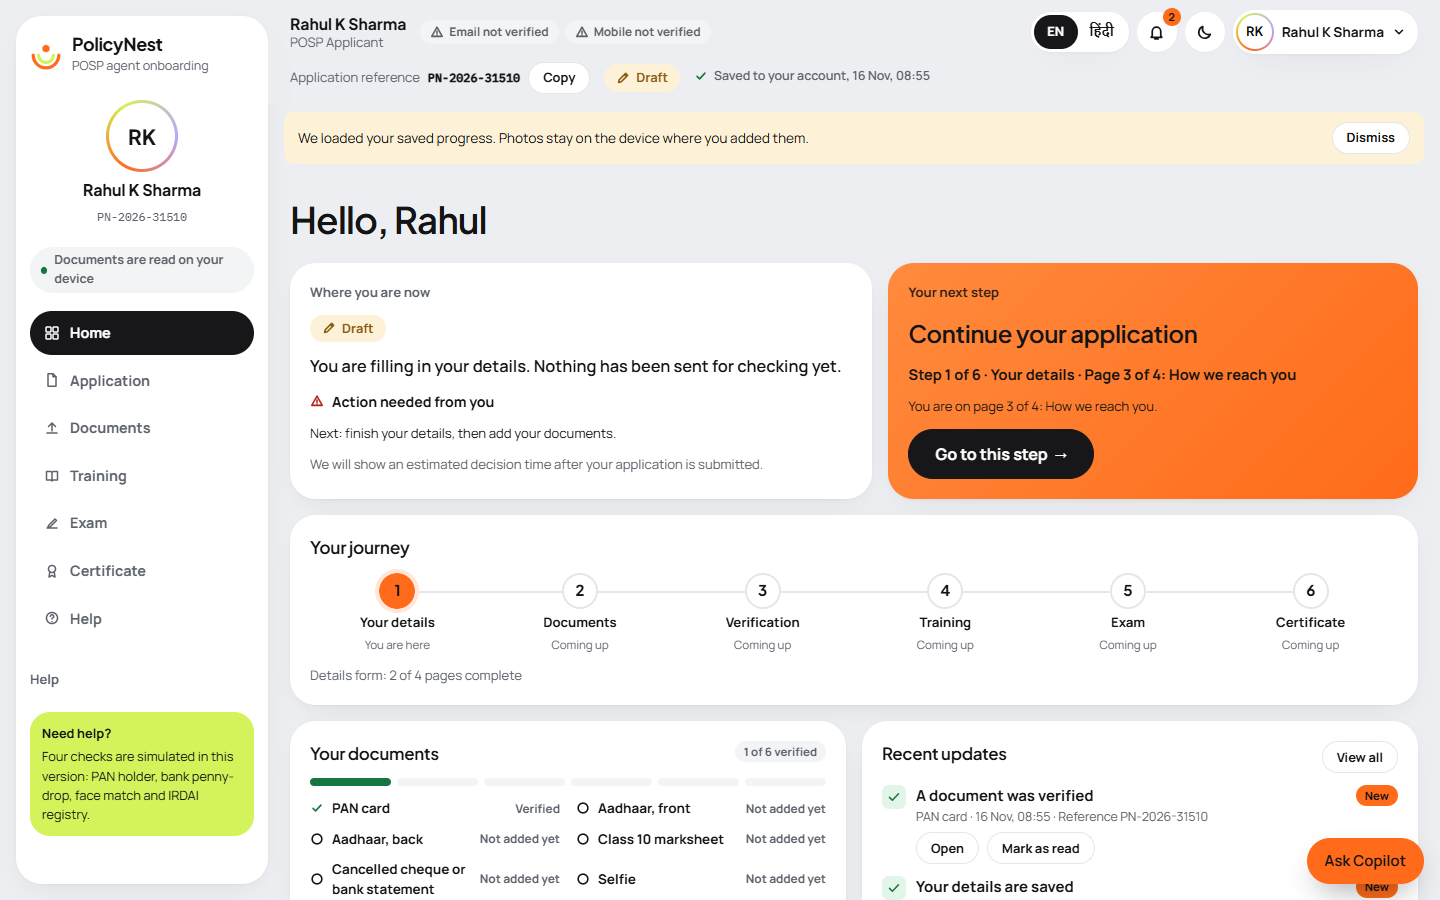 PolicyNest
POSP agent onboarding
RK
Rahul K Sharma
PN-2026-31510
Documents are read on your
device
Home
Application
Documents
Training
Exam
Certificate
Help
Help
Need help?
Four checks are simulated in this
version: PAN holder, bank penny-
drop, face match and IRDAI
registry.
Rahul K Sharma
POSP Applicant
Email not verified
Mobile not verified
EN
हिंदी
2
RK
Rahul K Sharma
Application reference PN-2026-31510
Copy
Draft
Saved to your account, 16 Nov, 08:55
We loaded your saved progress. Photos stay on the device where you added them.
Dismiss
Hello, Rahul
Where you are now
Draft
You are filling in your details. Nothing has been sent for checking yet.
Action needed from you
Next: finish your details, then add your documents.
We will show an estimated decision time after your application is submitted.
Your next step
Continue your application
Step 1 of 6 · Your details · Page 3 of 4: How we reach you
You are on page 3 of 4: How we reach you.
Go to this step →
Your journey
1
2
3
4
5
6
Your details
Documents
Verification
Training
Exam
Certificate
You are here
Coming up
Coming up
Coming up
Coming up
Coming up
Details form: 2 of 4 pages complete
Your documents
1 of 6 verified
PAN card
Verified
Aadhaar, front
Not added yet
Aadhaar, back
Not added yet
Class 10 marksheet
Not added yet
Cancelled cheque or
bank statement
Not added yet
Selfie
Not added yet
Recent updates
View all
A document was verified
New
PAN card · 16 Nov, 08:55 · Reference PN-2026-31510
Open
Mark as read
Ask Copilot
Your details are saved
New